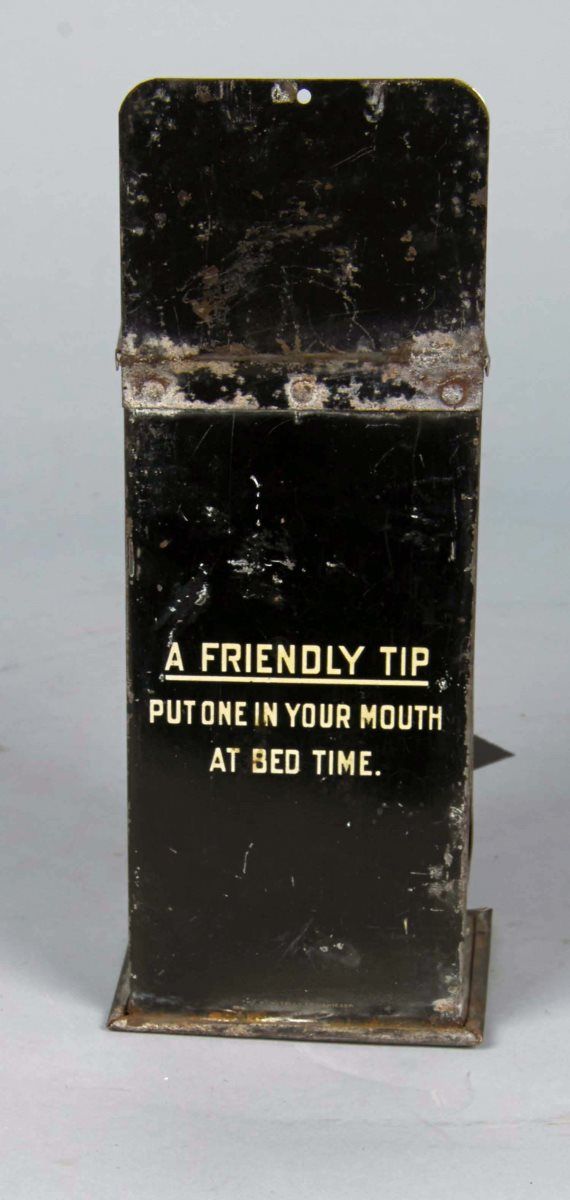 A FRIENDLY TIP
PUT ONE IN YOUR MOUTH
AT BED TIME.